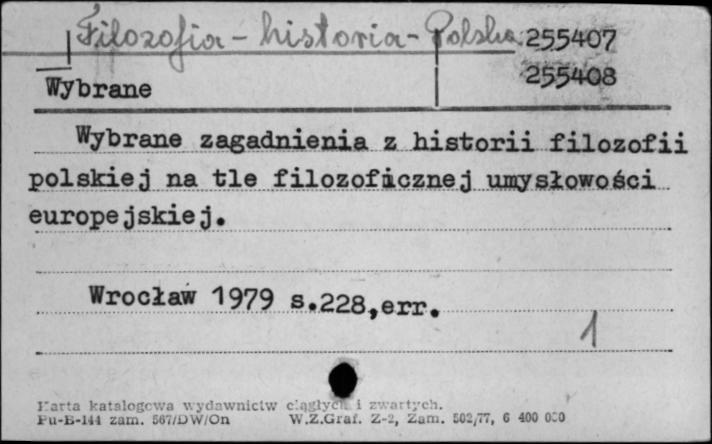 Filozofia - historia - Polska 255407
255408
Wybrane
Wybrane zagadnienia z historii filozofii
polskiej na tle filozoficznej umysłowości
europejskiej.
Wrocław 1979 s.228,err.
1
Karta katalogowa wydawnictw ciągłych i zwartych.
Pu-B-144 zam. 567/DW/On W.Z.Graf. Z-2, Zam. 502/77, 6 400 000